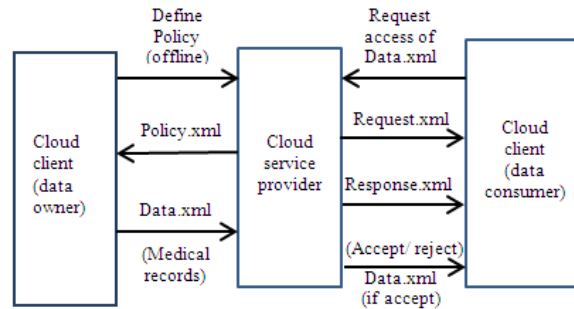 Define
Policy
(offline)
Request
access of
Data.xml
Cloud
client
(data
owner)
Policy.xml
Data.xml
(Medical
records)
Cloud
service
provider
Request.xml
Response.xml
(Accept/ reject)
Data.xml
(if accept)
Cloud
client
(data
consumer)